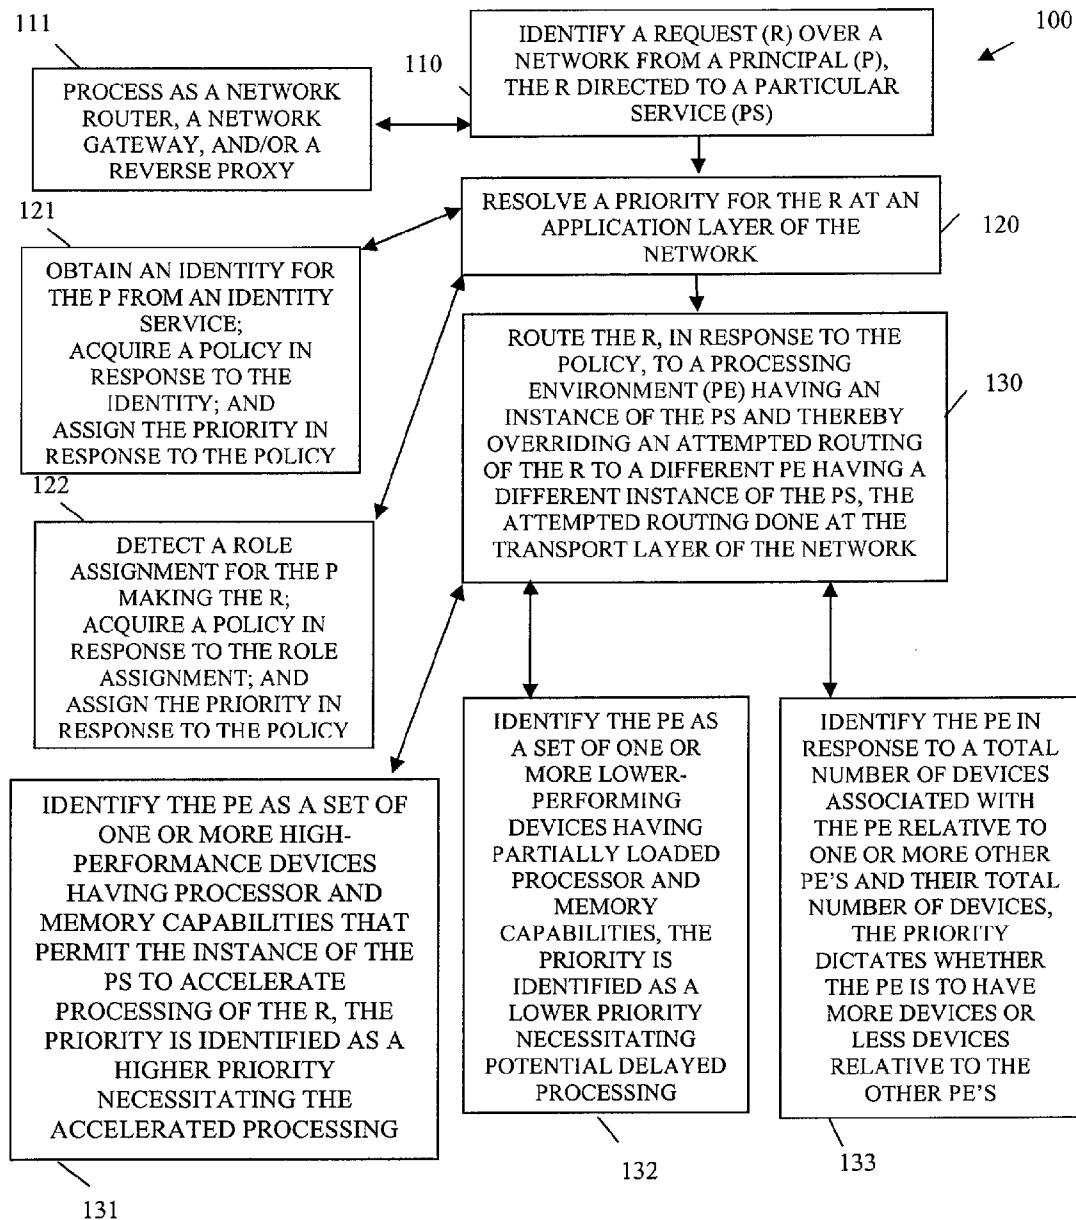 100
IDENTIFY A REQUEST (R) OVER A
NETWORK FROM A PRINCIPAL (P),
THE R DIRECTED TO A PARTICULAR
SERVICE (PS)
110
111
PROCESS AS A NETWORK
ROUTER, A NETWORK
GATEWAY, AND/OR A
REVERSE PROXY
RESOLVE A PRIORITY FOR THE R AT AN
APPLICATION LAYER OF THE
NETWORK
120
121
OBTAIN AN IDENTITY FOR
THE P FROM AN IDENTITY
SERVICE;
ACQUIRE A POLICY IN
RESPONSE TO THE
IDENTITY; AND
ASSIGN THE PRIORITY IN
RESPONSE TO THE POLICY
122
DETECT A ROLE
ASSIGNMENT FOR THE P
MAKING THE R;
ACQUIRE A POLICY IN
RESPONSE TO THE ROLE
ASSIGNMENT; AND
ASSIGN THE PRIORITY IN
RESPONSE TO THE POLICY
ROUTE THE R, IN RESPONSE TO THE
POLICY, TO A PROCESSING
ENVIRONMENT (PE) HAVING AN
INSTANCE OF THE PS AND THEREBY
OVERRIDING AN ATTEMPTED ROUTING
OF THE R TO A DIFFERENT PE HAVING A
DIFFERENT INSTANCE OF THE PS, THE
ATTEMPTED ROUTING DONE AT THE
TRANSPORT LAYER OF THE NETWORK
130
IDENTIFY THE PE AS A SET OF
ONE OR MORE HIGH-
PERFORMANCE DEVICES
HAVING PROCESSOR AND
MEMORY CAPABILITIES THAT
PERMIT THE INSTANCE OF THE
PS TO ACCELERATE
PROCESSING OF THE R, THE
PRIORITY IS IDENTIFIED AS A
HIGHER PRIORITY
NECESSITATING THE
ACCELERATED PROCESSING
131
IDENTIFY THE PE AS
A SET OF ONE OR
MORE LOWER-
PERFORMING
DEVICES HAVING
PARTIALLY LOADED
PROCESSOR AND
MEMORY
CAPABILITIES, THE
PRIORITY IS
IDENTIFIED AS A
LOWER PRIORITY
NECESSITATING
POTENTIAL DELAYED
PROCESSING
132
IDENTIFY THE PE IN
RESPONSE TO A TOTAL
NUMBER OF DEVICES
ASSOCIATED WITH
THE PE RELATIVE TO
ONE OR MORE OTHER
PE'S AND THEIR TOTAL
NUMBER OF DEVICES,
THE PRIORITY
DICTATES WHETHER
THE PE IS TO HAVE
MORE DEVICES OR
LESS DEVICES
RELATIVE TO THE
OTHER PE'S
133